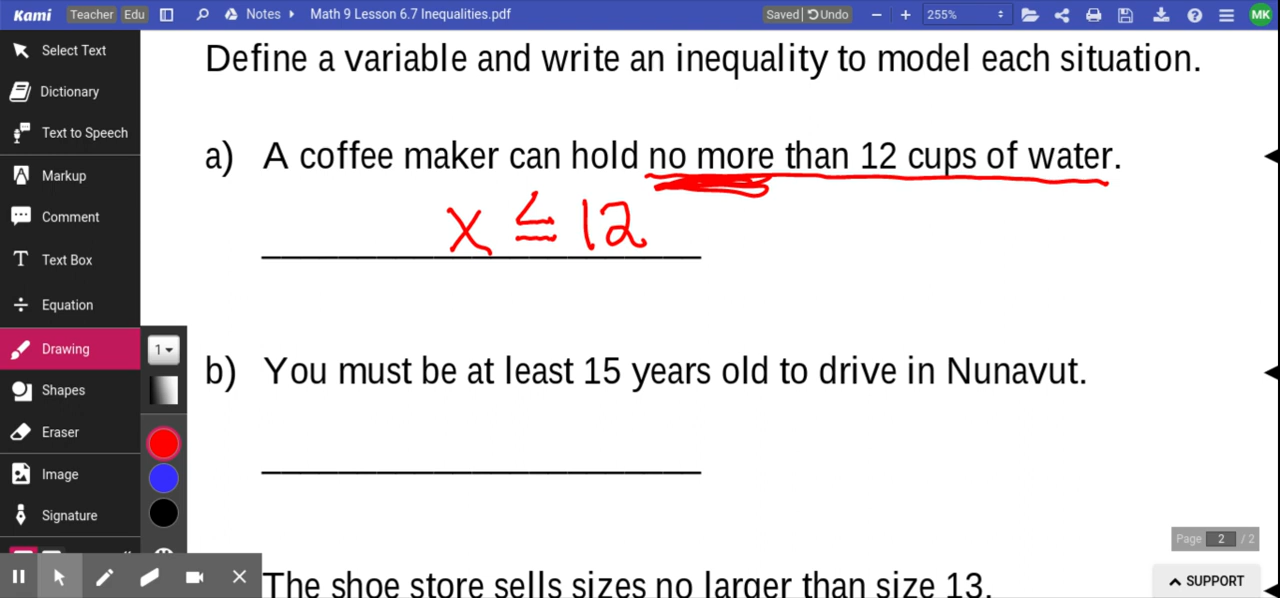 Kami Teacher Edu Notes Math 9 Lesson 6.7 Inequalities.pdf Saved Undo 255% MK
Select Text
Dictionary
Text to Speech
Markup
Comment
Text Box
Equation
Drawing
Shapes
Eraser
Image
Signature
1
Define a variable and write an inequality to model each situation.
a) A coffee maker can hold no more than 12 cups of water.
x ≤ 12
b) You must be at least 15 years old to drive in Nunavut.
The shoe store sells sizes no larger than size 13.
Page 2 / 2
SUPPORT